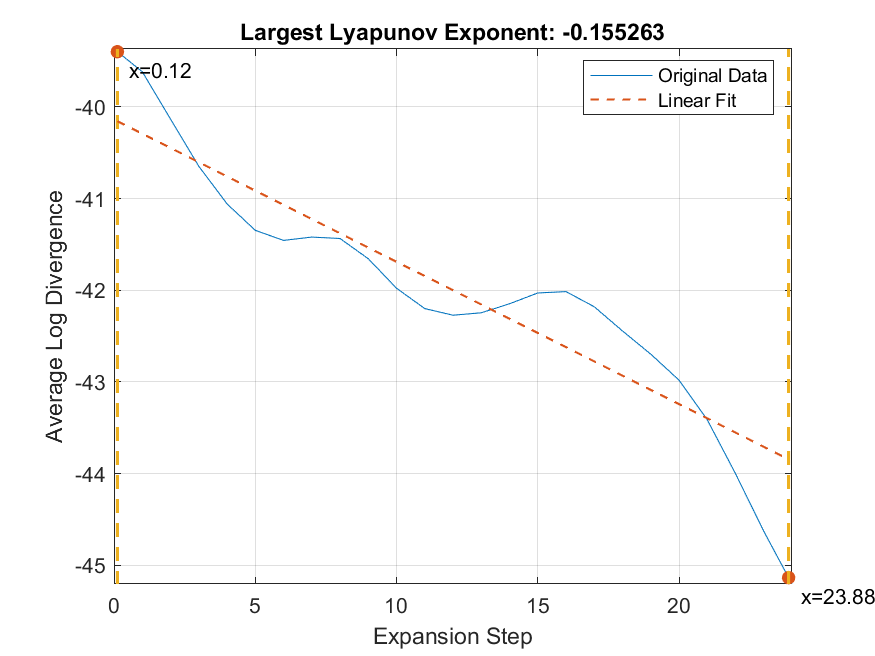 Largest Lyapunov Exponent: -0.155263
x=0.12
Original Data
Linear Fit
-40
-41
-42
-43
-44
-45
Average Log Divergence
0
5
10
15
20
x=23.88
Expansion Step